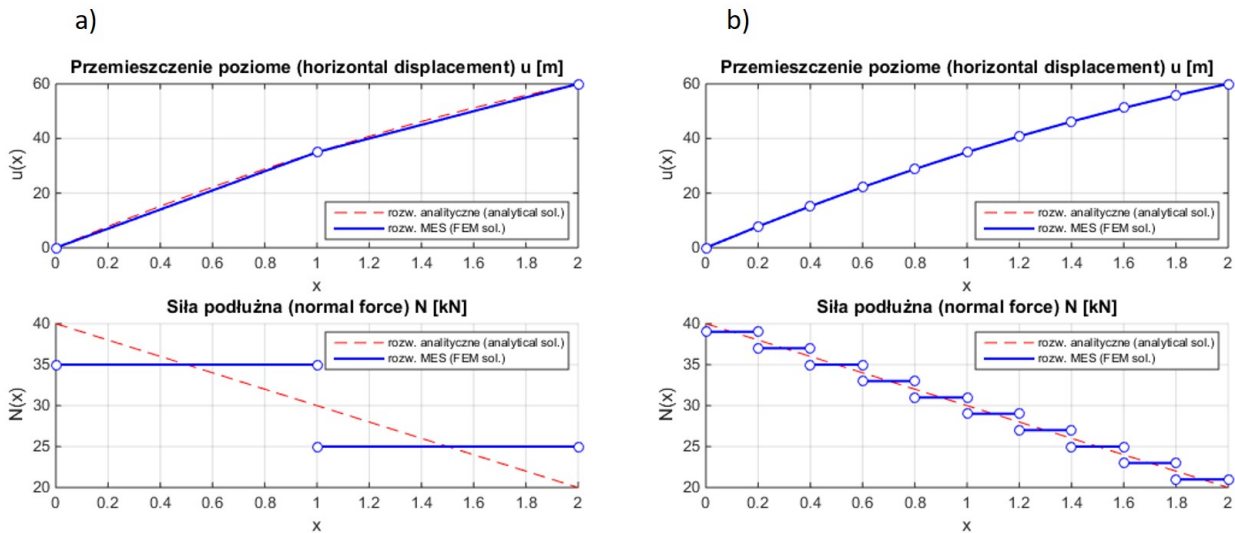 a)
Przemieszczenie poziome (horizontal displacement) u [m]
60
40
20
0
u(x)
0 0.2 0.4 0.6 0.8 1 1.2 1.4 1.6 1.8 2
x
rozw. analityczne (analytical sol.)
rozw. MES (FEM sol.)
Siła podłużna (normal force) N [kN]
40
35
30
25
20
N(x)
0 0.2 0.4 0.6 0.8 1 1.2 1.4 1.6 1.8 2
x
rozw. analityczne (analytical sol.)
rozw. MES (FEM sol.)
b)
Przemieszczenie poziome (horizontal displacement) u [m]
60
40
20
0
u(x)
0 0.2 0.4 0.6 0.8 1 1.2 1.4 1.6 1.8 2
x
rozw. analityczne (analytical sol.)
rozw. MES (FEM sol.)
Siła podłużna (normal force) N [kN]
40
35
30
25
20
N(x)
0 0.2 0.4 0.6 0.8 1 1.2 1.4 1.6 1.8 2
x
rozw. analityczne (analytical sol.)
rozw. MES (FEM sol.)